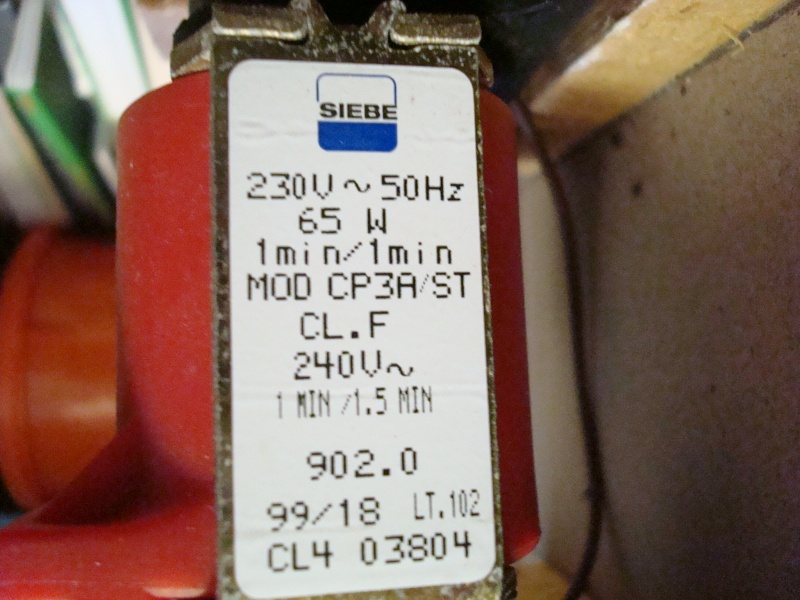 SIEBE
230V ~ 50Hz
65 W
1min/1min
MOD CP3A/ST
CL.F
240V~
1 MIN /1.5 MIN
902.0
99/18 LT.102
CL4 03804